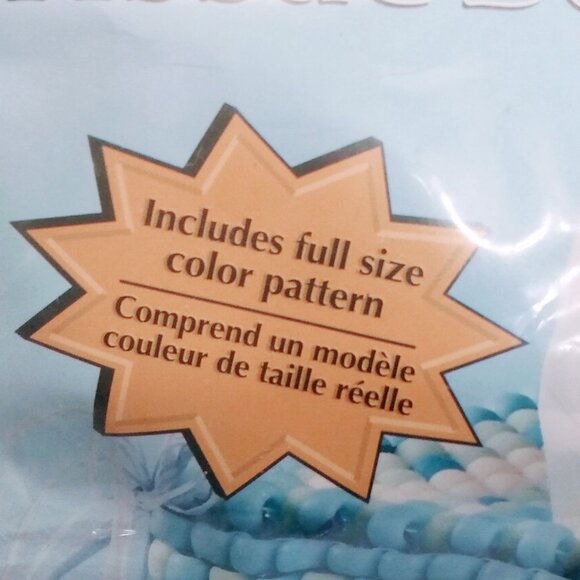 Includes full size
color pattern
Comprend un modèle
couleur de taille réelle